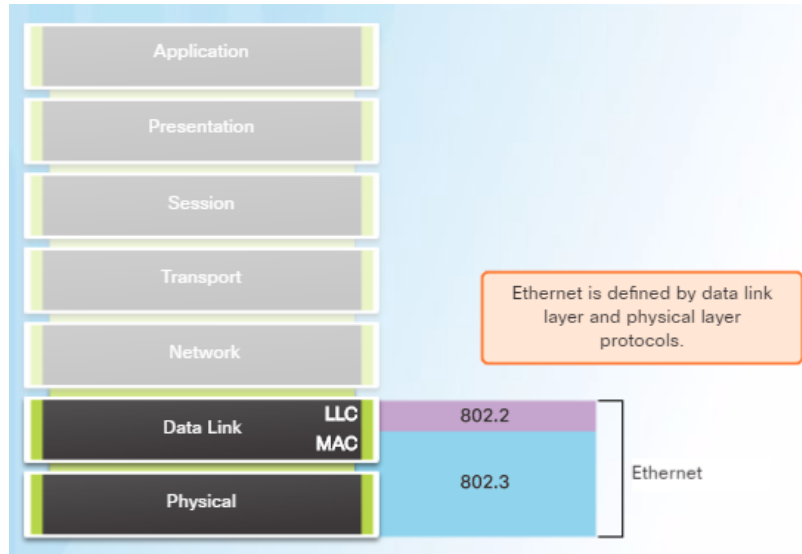 Application
Presentation
Session
Transport
Ethernet is defined by data link
layer and physical layer
protocols.
Network
Data Link
LLC
MAC
802.2
802.3
Ethernet
Physical